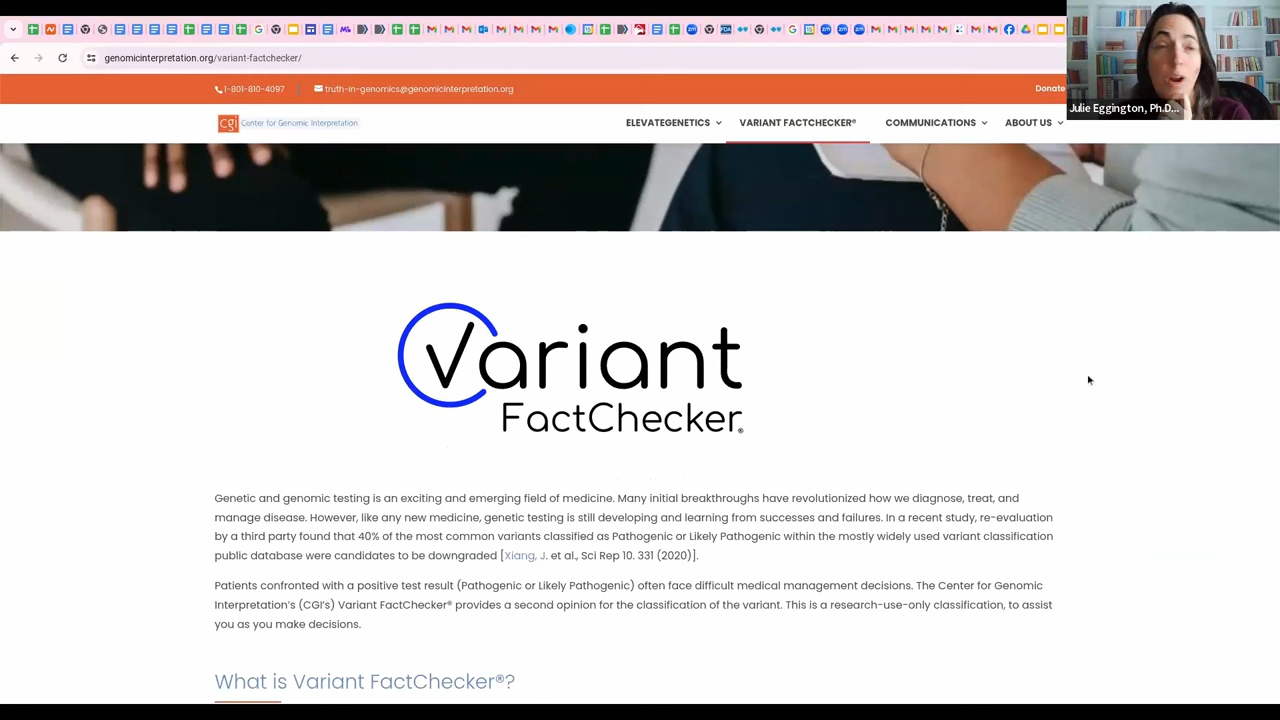 genomicinterpretation.org/variant-factchecker/
1-801-810-4097
truth-in-genomics@genomicinterpretation.org
Donate
Julie Eggington, Ph.D...
cgi Center for Genomic Interpretation
ELEVATEGENETICS
VARIANT FACTCHECKER®
COMMUNICATIONS
ABOUT US
Variant
FactChecker®
Genetic and genomic testing is an exciting and emerging field of medicine. Many initial breakthroughs have revolutionized how we diagnose, treat, and
manage disease. However, like any new medicine, genetic testing is still developing and learning from successes and failures. In a recent study, re-evaluation
by a third party found that 40% of the most common variants classified as Pathogenic or Likely Pathogenic within the mostly widely used variant classification
public database were candidates to be downgraded [Xiang, J. et al., Sci Rep 10. 331 (2020)].
Patients confronted with a positive test result (Pathogenic or Likely Pathogenic) often face difficult medical management decisions. The Center for Genomic
Interpretation's (CGI's) Variant FactChecker® provides a second opinion for the classification of the variant. This is a research-use-only classification, to assist
you as you make decisions.
What is Variant FactChecker®?